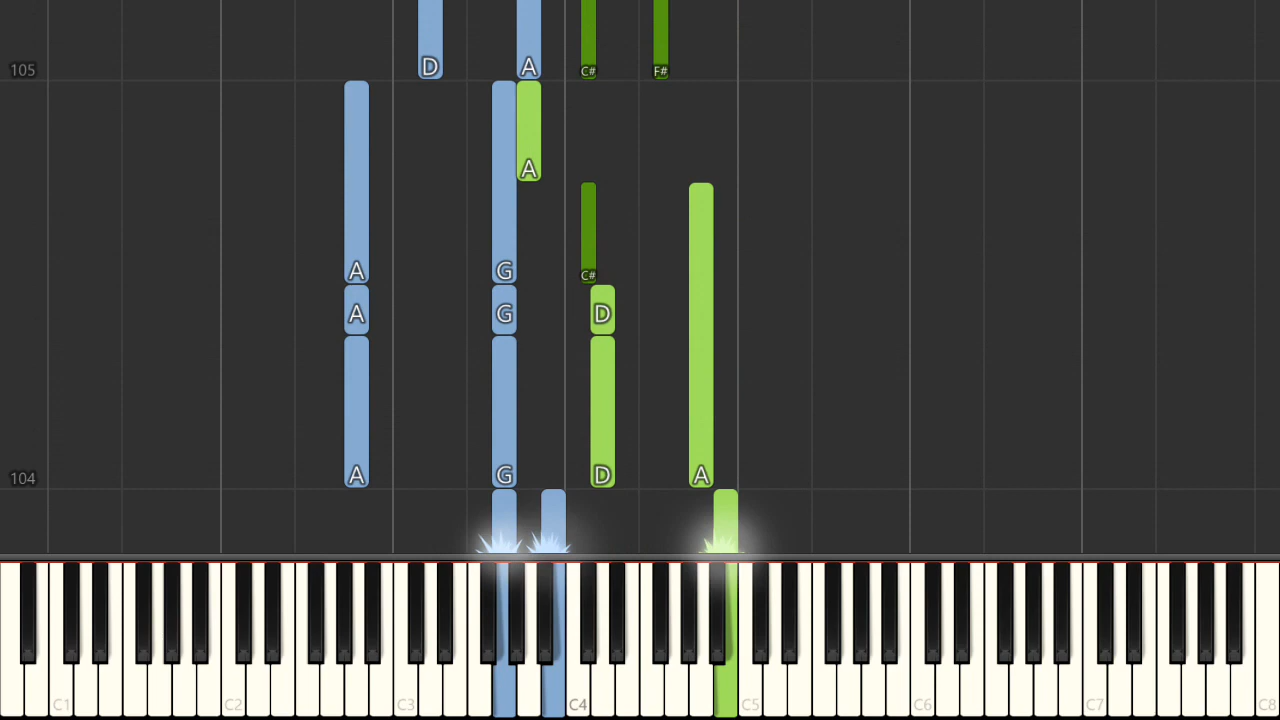 D A
105 C# F#
A
A G C#
A G D
104 A G D A
C1 C2 C3 C4 C5 C6 C7 C8